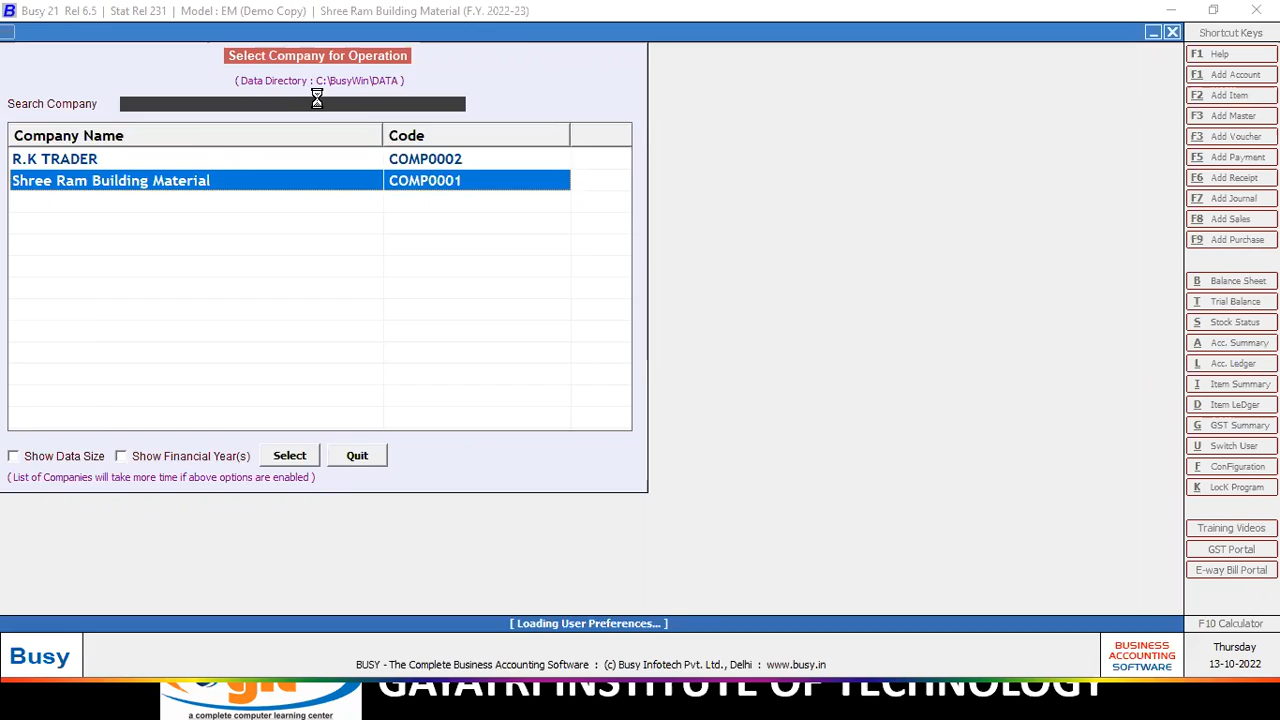 Busy 21 Rel 6.5 | Stat Rel 231 | Model : EM (Demo Copy) | Shree Ram Building Material (F.Y. 2022-23)
Select Company for Operation
( Data Directory : C:\BusyWin\DATA )
Search Company
Company Name Code
R.K TRADER COMP0002
Shree Ram Building Material COMP0001
Show Data Size Show Financial Year(s) Select Quit
( List of Companies will take more time if above options are enabled )
Shortcut Keys
F1 Help
F1 Add Account
F2 Add Item
F3 Add Master
F3 Add Voucher
F5 Add Payment
F6 Add Receipt
F7 Add Journal
F8 Add Sales
F9 Add Purchase
B Balance Sheet
T Trial Balance
S Stock Status
A Acc. Summary
L Acc. Ledger
I Item Summary
D Item LeDger
G GST Summary
U Switch User
F ConFiguration
K LocK Program
Training Videos
GST Portal
E-way Bill Portal
[ Loading User Preferences... ]
F10 Calculator
Busy
BUSY - The Complete Business Accounting Software : (c) Busy Infotech Pvt. Ltd., Delhi : www.busy.in
BUSINESS
ACCOUNTING
SOFTWARE
Thursday
13-10-2022
GAYATRI INSTITUTE OF TECHNOLOGY
a complete computer learning center